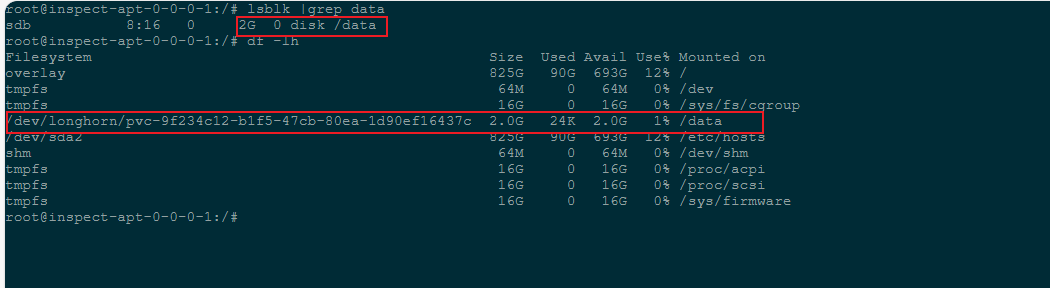 root@inspect-apt-0-0-0-1:/# lsblk |grep data
sdb 8:16 0 2G 0 disk /data
root@inspect-apt-0-0-0-1:/# df -lh
Filesystem Size Used Avail Use% Mounted on
overlay 825G 90G 693G 12% /
tmpfs 64M 0 64M 0% /dev
tmpfs 16G 0 16G 0% /sys/fs/cgroup
/dev/longhorn/pvc-9f234c12-b1f5-47cb-80ea-1d90ef16437c 2.0G 24K 2.0G 1% /data
/dev/sda2 825G 90G 693G 12% /etc/hosts
shm 64M 0 64M 0% /dev/shm
tmpfs 16G 0 16G 0% /proc/acpi
tmpfs 16G 0 16G 0% /proc/scsi
tmpfs 16G 0 16G 0% /sys/firmware
root@inspect-apt-0-0-0-1:/#